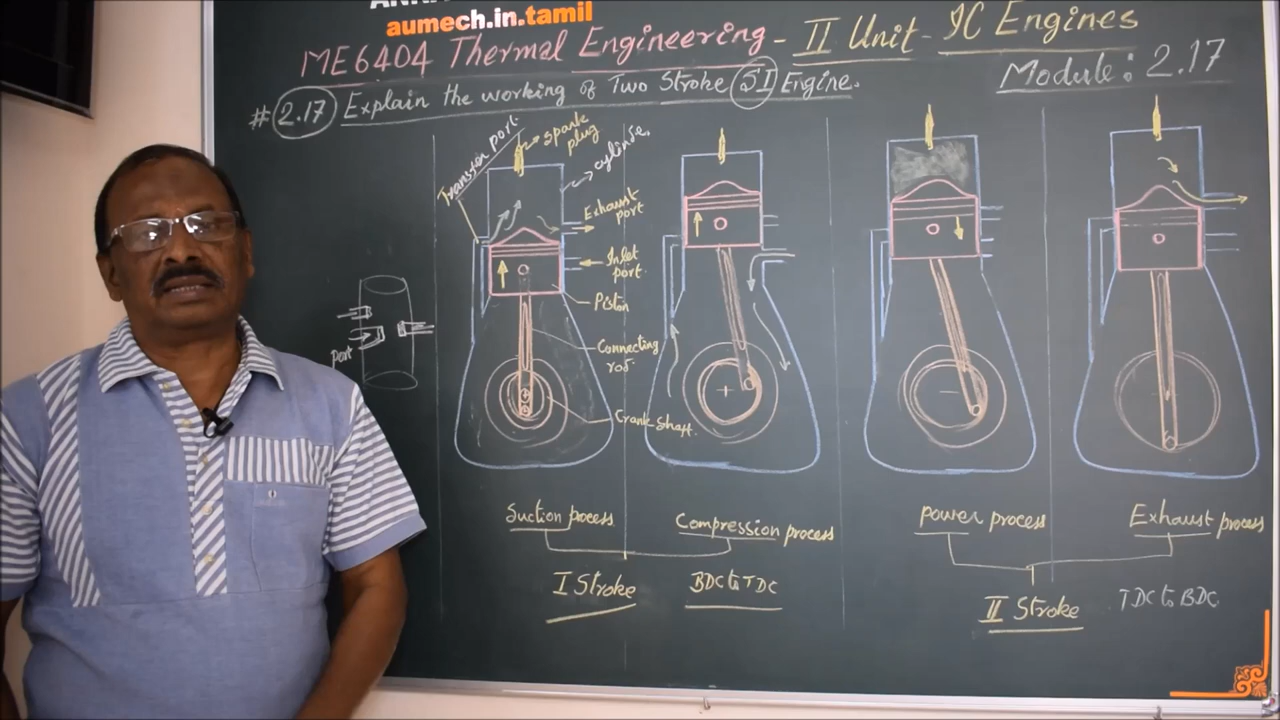 aumech.in.tamil
ME6404 Thermal Engineering - II Unit - IC Engines
Module: 2.17
# 2.17 Explain the working of Two Stroke SI Engine.
Transfer port.
spark plug
cylinder.
Exhaust port
Inlet port.
Piston
Connecting rod.
Crank shaft.
Port
Suction process
Compression process
Power process
Exhaust process
I Stroke
BDC to TDC
II Stroke
TDC to BDC